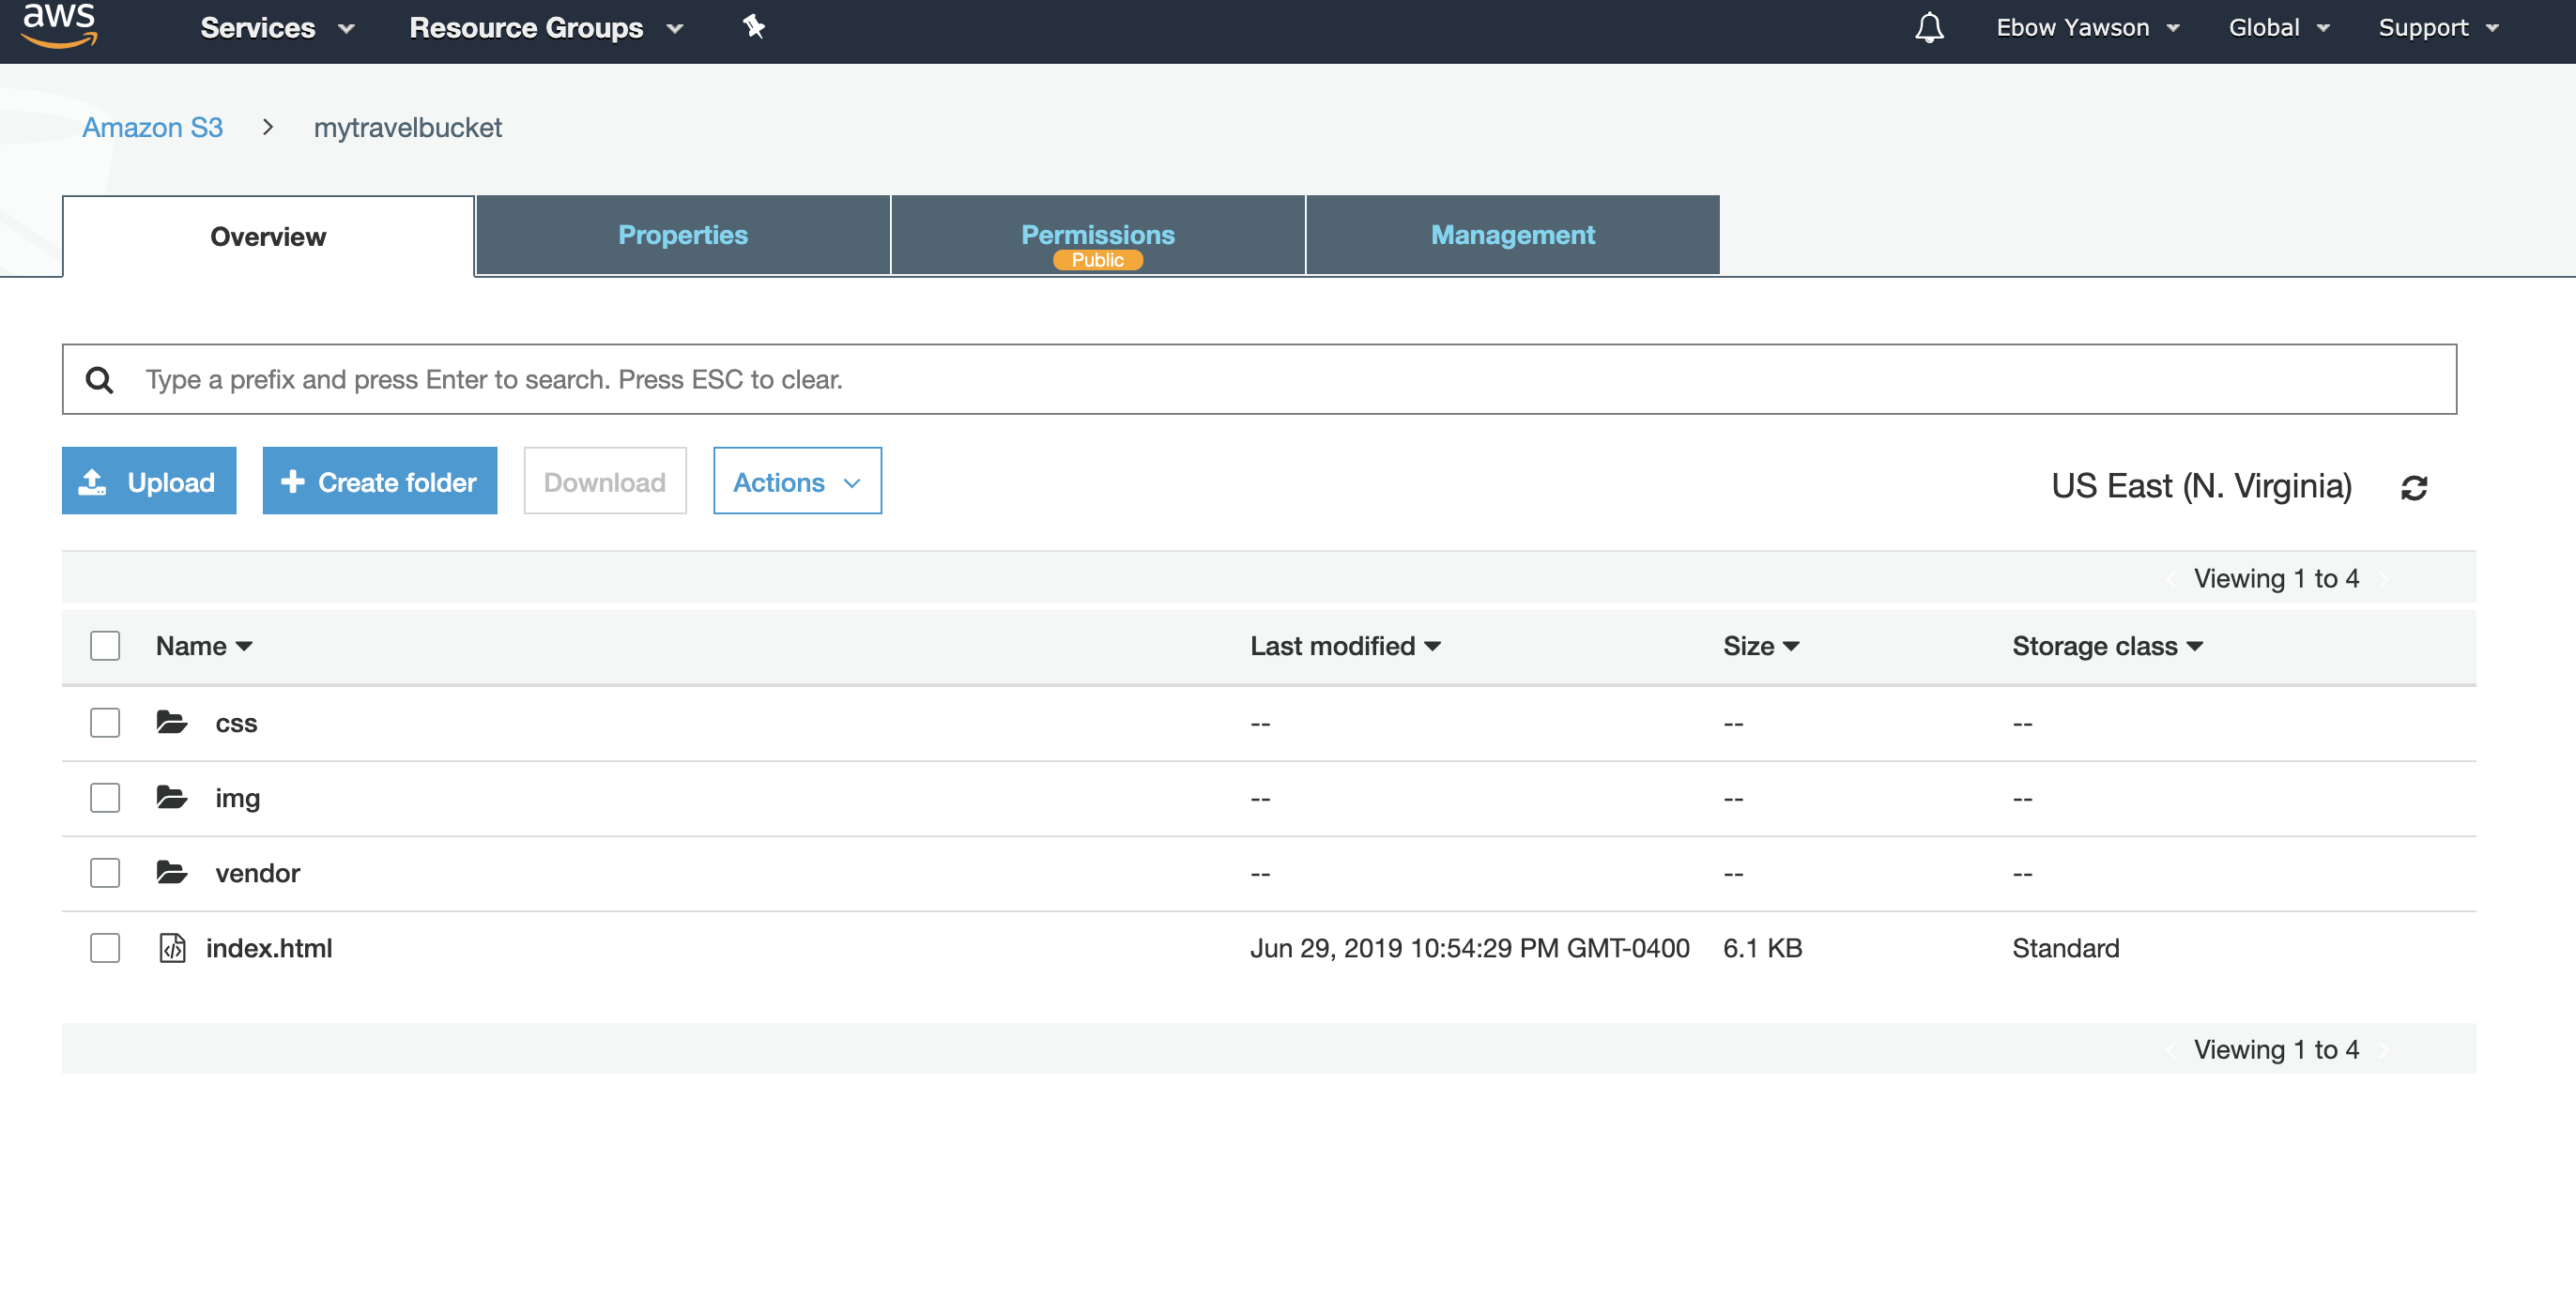 aws Services Resource Groups Ebow Yawson Global Support
Amazon S3 > mytravelbucket
Overview Properties Permissions Management
Public
Type a prefix and press Enter to search. Press ESC to clear.
Upload Create folder Download Actions US East (N. Virginia)
Viewing 1 to 4
Name Last modified Size Storage class
css -- -- --
img -- -- --
vendor -- -- --
index.html Jun 29, 2019 10:54:29 PM GMT-0400 6.1 KB Standard
Viewing 1 to 4